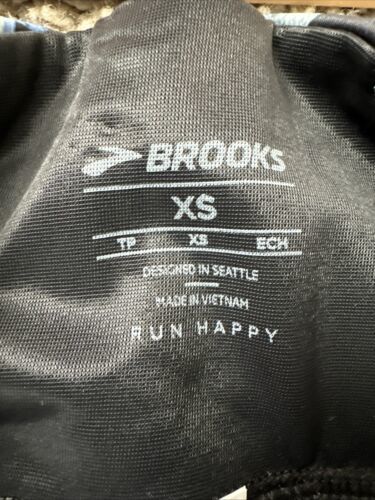 BROOKS
XS
TP XS ECH
DESIGNED IN SEATTLE
MADE IN VIETNAM
RUN HAPPY